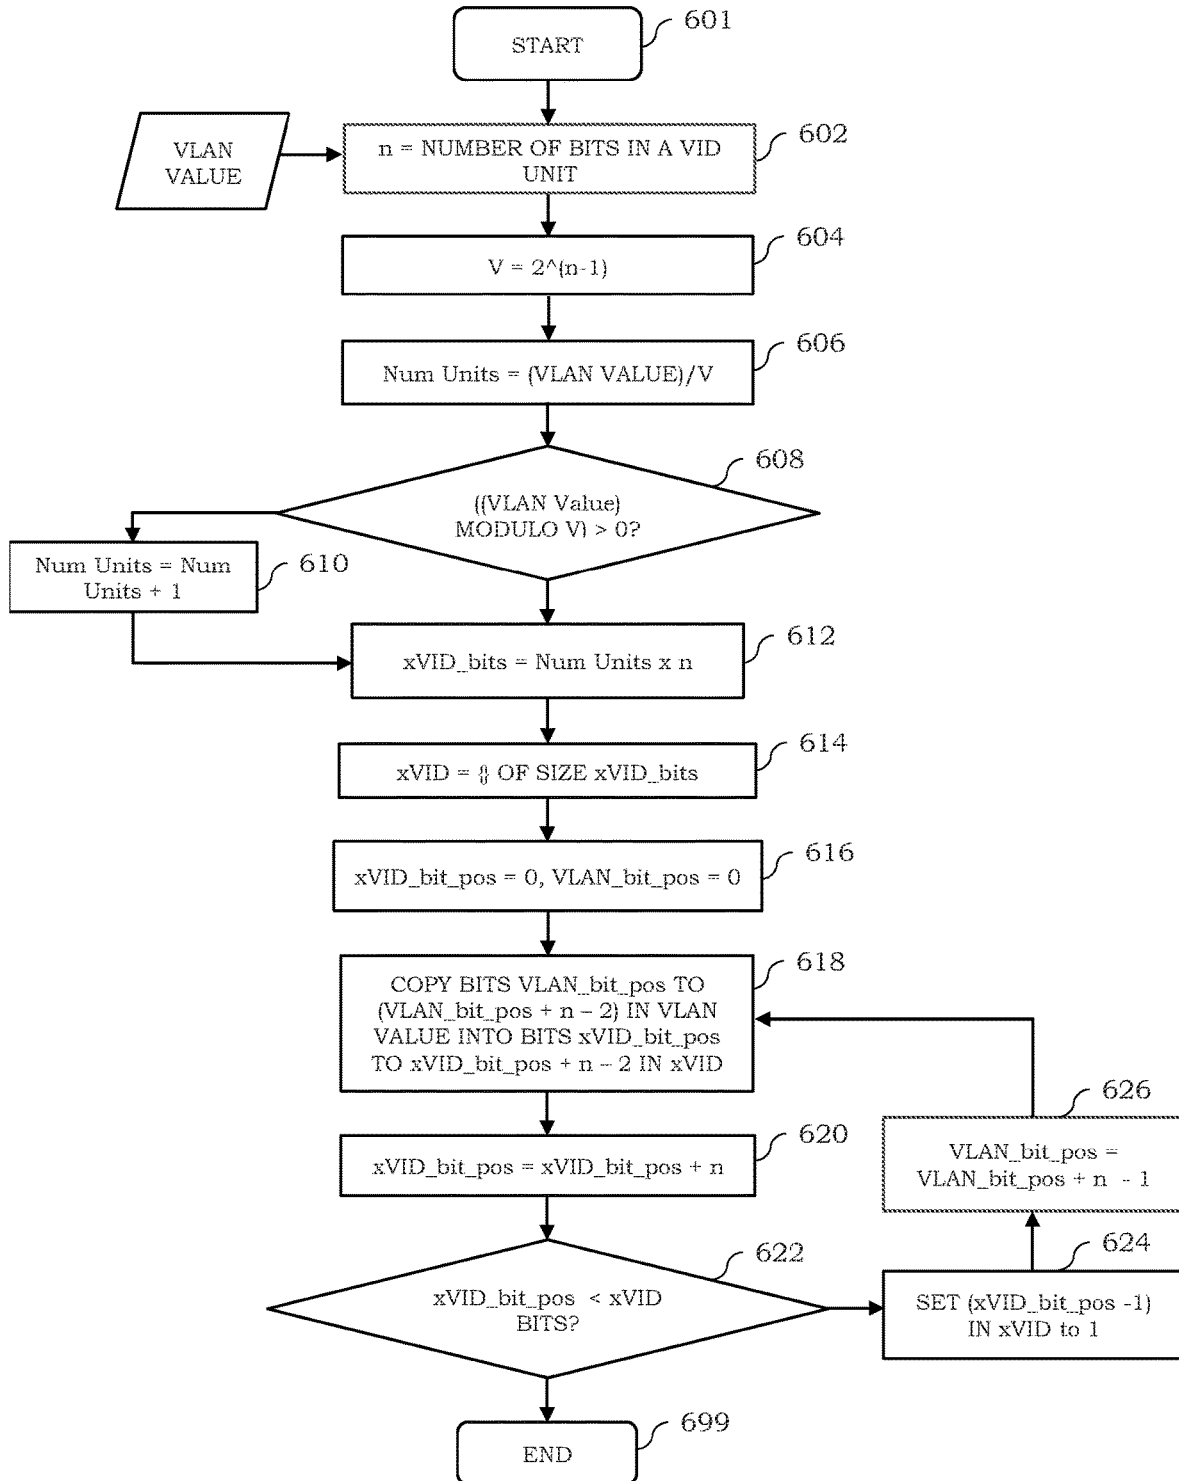 START
601
VLAN
VALUE
n = NUMBER OF BITS IN A VID
UNIT
602
V = 2^(n-1)
604
Num Units = (VLAN VALUE)/V
606
((VLAN Value)
MODULO V) > 0?
608
Num Units = Num
Units + 1
610
xVID_bits = Num Units x n
612
xVID = {} OF SIZE xVID_bits
614
xVID_bit_pos = 0, VLAN_bit_pos = 0
616
COPY BITS VLAN_bit_pos TO
(VLAN_bit_pos + n – 2) IN VLAN
VALUE INTO BITS xVID_bit_pos
TO xVID_bit_pos + n – 2 IN xVID
618
xVID_bit_pos = xVID_bit_pos + n
620
VLAN_bit_pos =
VLAN_bit_pos + n - 1
626
xVID_bit_pos < xVID
BITS?
622
SET (xVID_bit_pos -1)
IN xVID to 1
624
END
699